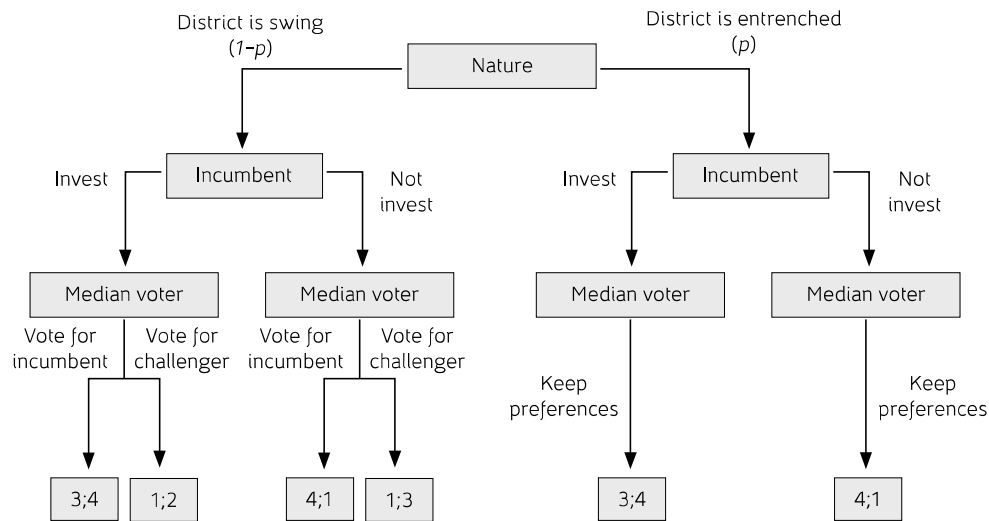 District is swing
(1-p)
District is entrenched
(p)
Nature
Invest
Incumbent
Not
invest
Invest
Incumbent
Not
invest
Median voter
Median voter
Median voter
Median voter
Vote for
incumbent
Vote for
challenger
Vote for
incumbent
Vote for
challenger
Keep
preferences
Keep
preferences
3;4
1;2
4;1
1;3
3;4
4;1